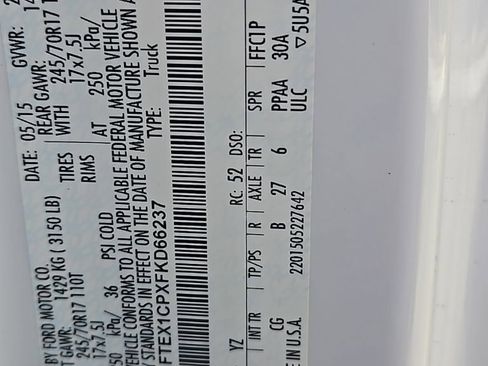 BY FORD MOTOR CO.
DATE: 05/15
GVWR:
GAWR: 1429 KG ( 3150 LB)
REAR GAWR:
245/70R17 110T
TIRES
WITH
245/70R17
17x7.5J
RIMS
17x7.5J
kPa/ 36 PSI COLD
AT 250 kPa/
VEHICLE CONFORMS TO ALL APPLICABLE FEDERAL MOTOR VEHICLE
STANDARDS IN EFFECT ON THE DATE OF MANUFACTURE SHOWN
FTEX1CPXFKD66237
TYPE: Truck
YZ
RC: 52 DSO:
INT TR TP/PS R AXLE TR SPR FFC1P
CG B 27 6 PPAA 30A
2201505227642
ULC
IN U.S.A.
5U5A